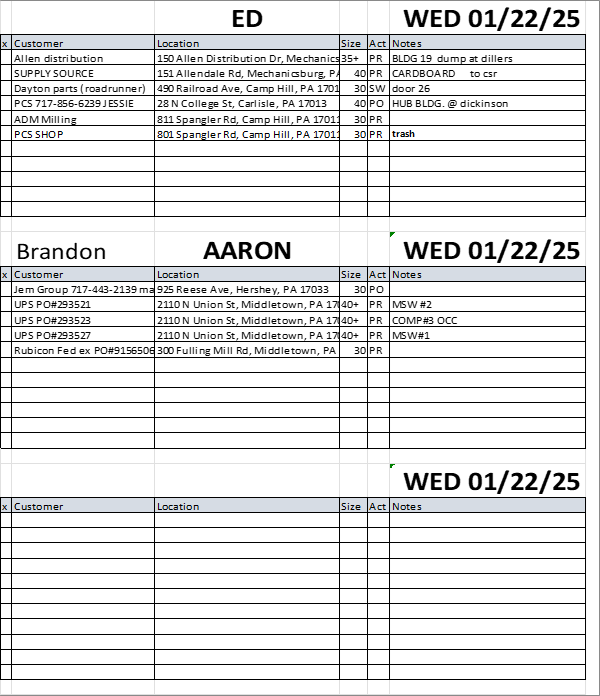 ED WED 01/22/25
x Customer Location Size Act Notes
Allen distribution 150 Allen Distribution Dr, Mechanics 35+ PR BLDG 19 dump at dillers
SUPPLY SOURCE 151 Allendale Rd, Mechanicsburg, PA 40 PR CARDBOARD to csr
Dayton parts (roadrunner) 490 Railroad Ave, Camp Hill, PA 1701 30 SW door 26
PCS 717-856-6239 JESSIE 28 N College St, Carlisle, PA 17013 40 PO HUB BLDG. @ dickinson
ADM Milling 811 Spangler Rd, Camp Hill, PA 17011 30 PR
PCS SHOP 801 Spangler Rd, Camp Hill, PA 17011 30 PR trash
Brandon AARON WED 01/22/25
x Customer Location Size Act Notes
Jem Group 717-443-2139 ma 925 Reese Ave, Hershey, PA 17033 30 PO
UPS PO#293521 2110 N Union St, Middletown, PA 170 40+ PR MSW #2
UPS PO#293523 2110 N Union St, Middletown, PA 170 40+ PR COMP#3 OCC
UPS PO#293527 2110 N Union St, Middletown, PA 170 40+ PR MSW#1
Rubicon Fed ex PO#9156506 300 Fulling Mill Rd, Middletown, PA 30 PR
WED 01/22/25
x Customer Location Size Act Notes